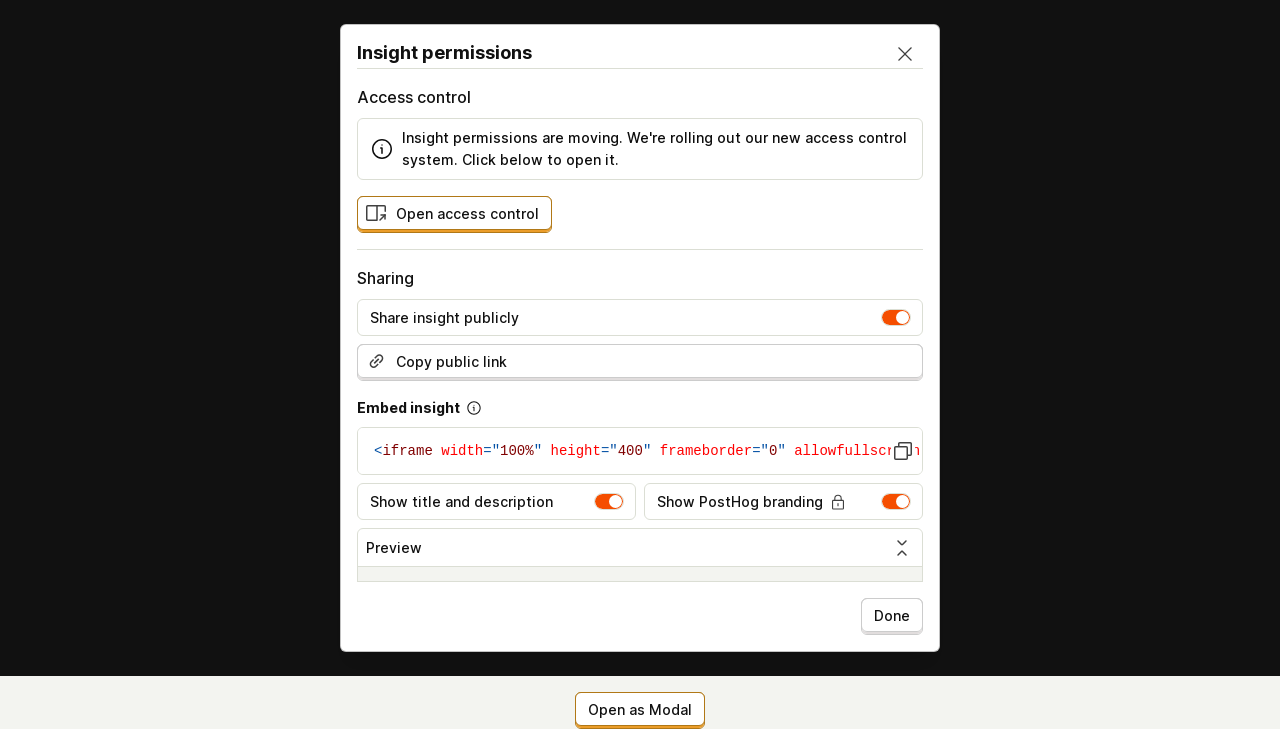 Insight permissions
Access control
Insight permissions are moving. We're rolling out our new access control
system. Click below to open it.
Open access control
Sharing
Share insight publicly
Copy public link
Embed insight
<iframe width="100%" height="400" frameborder="0" allowfullscr
Show title and description
Show PostHog branding
Preview
Done
Open as Modal